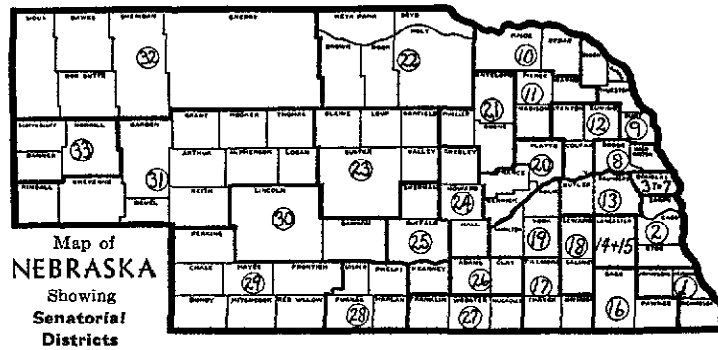 SIOUX DAWES SHERIDAN CHERRY KEYA PAHA BOYD
BROWN ROCK HOLT KNOX CEDAR
32 22 10
BOX BUTTE ANTELOPE PIERCE
21 11
GRANT HOOKER THOMAS BLAINE LOUP GARFIELD WHEELER MADISON STANTON CUMING BURT
12 9
SCOTTS BLUFF MORRILL GARDEN BOONE
BANNER 33 ARTHUR McPHERSON LOGAN CUSTER VALLEY GREELEY PLATTE COLFAX DODGE
23 20 8
KIMBALL CHEYENNE 31 KEITH LINCOLN SHERMAN HOWARD NANCE BUTLER SAUNDERS
DEUEL 24 13 3 To 7
MERRICK SARPY
30 PERKINS DAWSON BUFFALO HALL HAMILTON YORK SEWARD LANCASTER CASS
25 19 18 14+15 2
OTOE
CHASE HAYES FRONTIER PHELPS KEARNEY ADAMS CLAY FILLMORE SALINE GAGE JOHNSON
29 26 17 1
DUNDY HITCHCOCK RED WILLOW FURNAS HARLAN FRANKLIN WEBSTER NUCKOLLS PAWNEE RICHARDSON
28 27 16
Map of
NEBRASKA
Showing
Senatorial
Districts